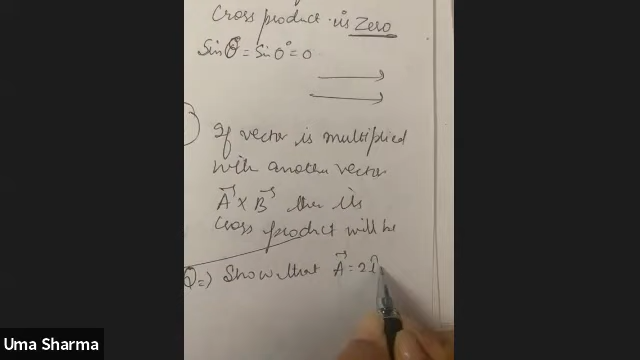 Cross product is Zero
Sinθ° = Sin 0° = 0
If vector is multiplied
with another vector
A⃗ × B⃗ then its
Cross product will be
Q=) Show that A⃗ = 2î
Uma Sharma